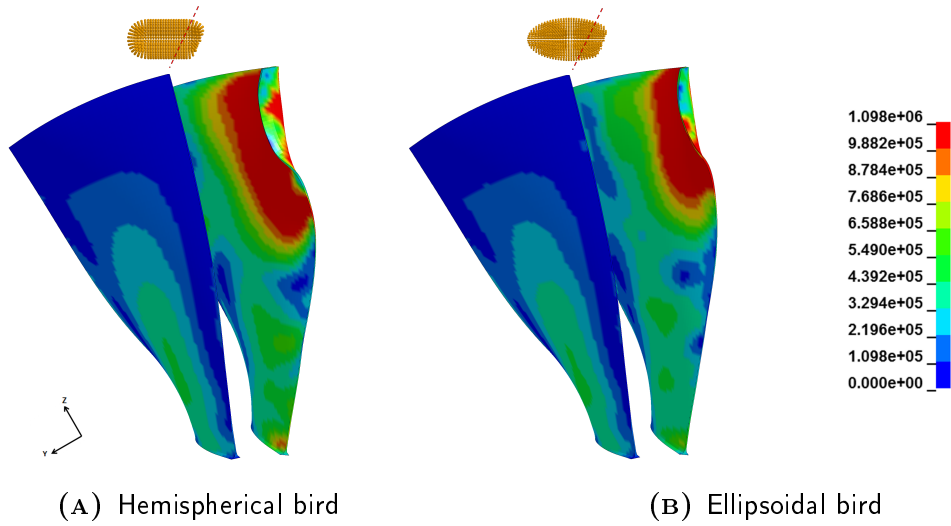 1.098e+06
9.882e+05
8.784e+05
7.686e+05
6.588e+05
5.490e+05
4.392e+05
3.294e+05
2.196e+05
1.098e+05
0.000e+00
Z
Y
(A) Hemispherical bird
(B) Ellipsoidal bird